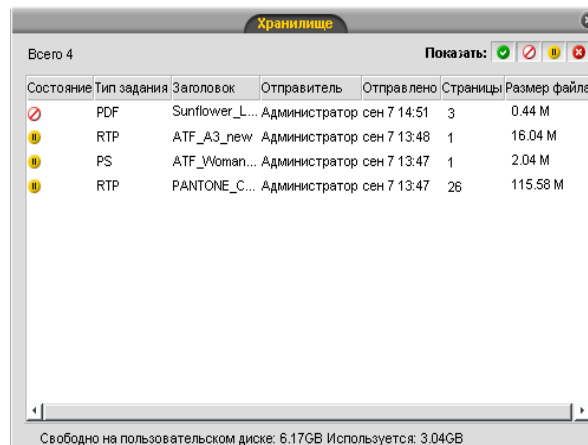 Хранилище
Всего 4 Показать:
Состояние Тип задания Заголовок Отправитель Отправлено Страницы Размер файла
PDF Sunflower_L... Администратор сен 7 14:51 3 0.44 M
RTP ATF_A3_new Администратор сен 7 13:48 1 16.04 M
PS ATF_Woman... Администратор сен 7 13:47 1 2.04 M
RTP PANTONE_C... Администратор сен 7 13:47 26 115.58 M
Свободно на пользовательском диске: 6.17GB Используется: 3.04GB